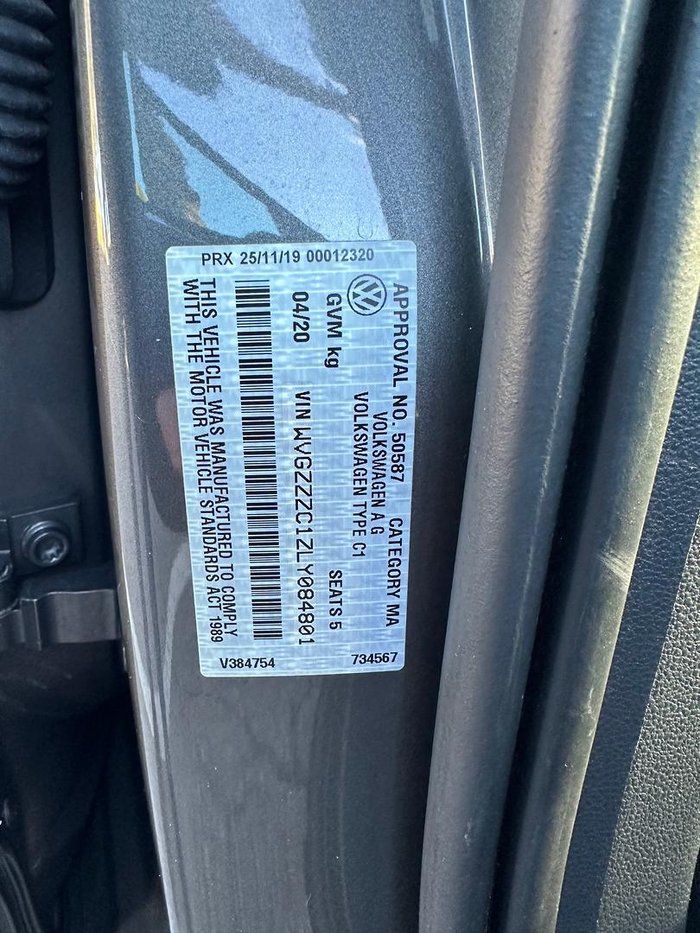 PRX 25/11/19 00012320
APPROVAL NO. 50587 CATEGORY MA
VOLKSWAGEN A G
VOLKSWAGEN TYPE C1
GVM kg SEATS 5
04/20 VIN WVGZZZC1ZLY084801
THIS VEHICLE WAS MANUFACTURED TO COMPLY
WITH THE MOTOR VEHICLE STANDARDS ACT 1989
V384754 734567